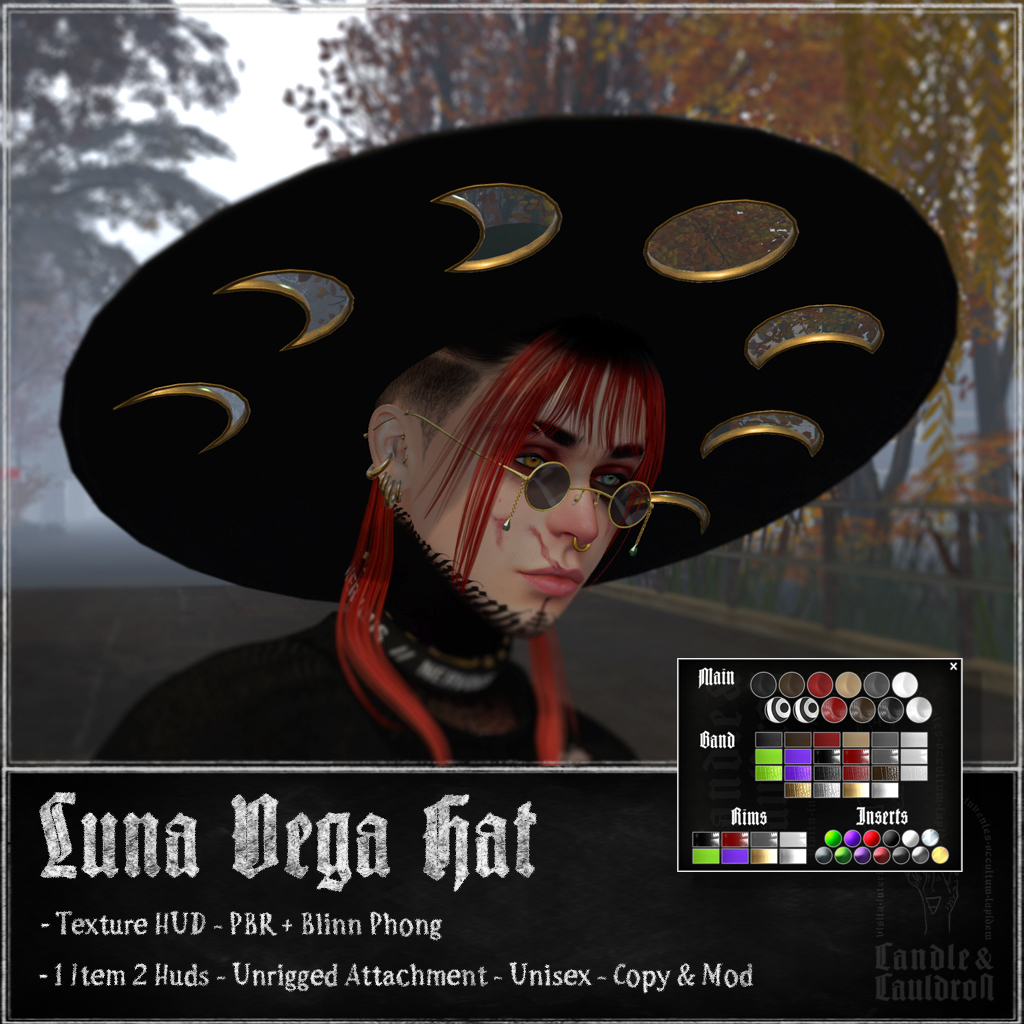 Main
x
Band
Rims
Inserts
Luna Vega Hat
- Texture HUD - PBR + Blinn Phong
- 1 Item 2 Huds - Unrigged Attachment - Unisex - Copy & Mod
Candle &
Cauldron